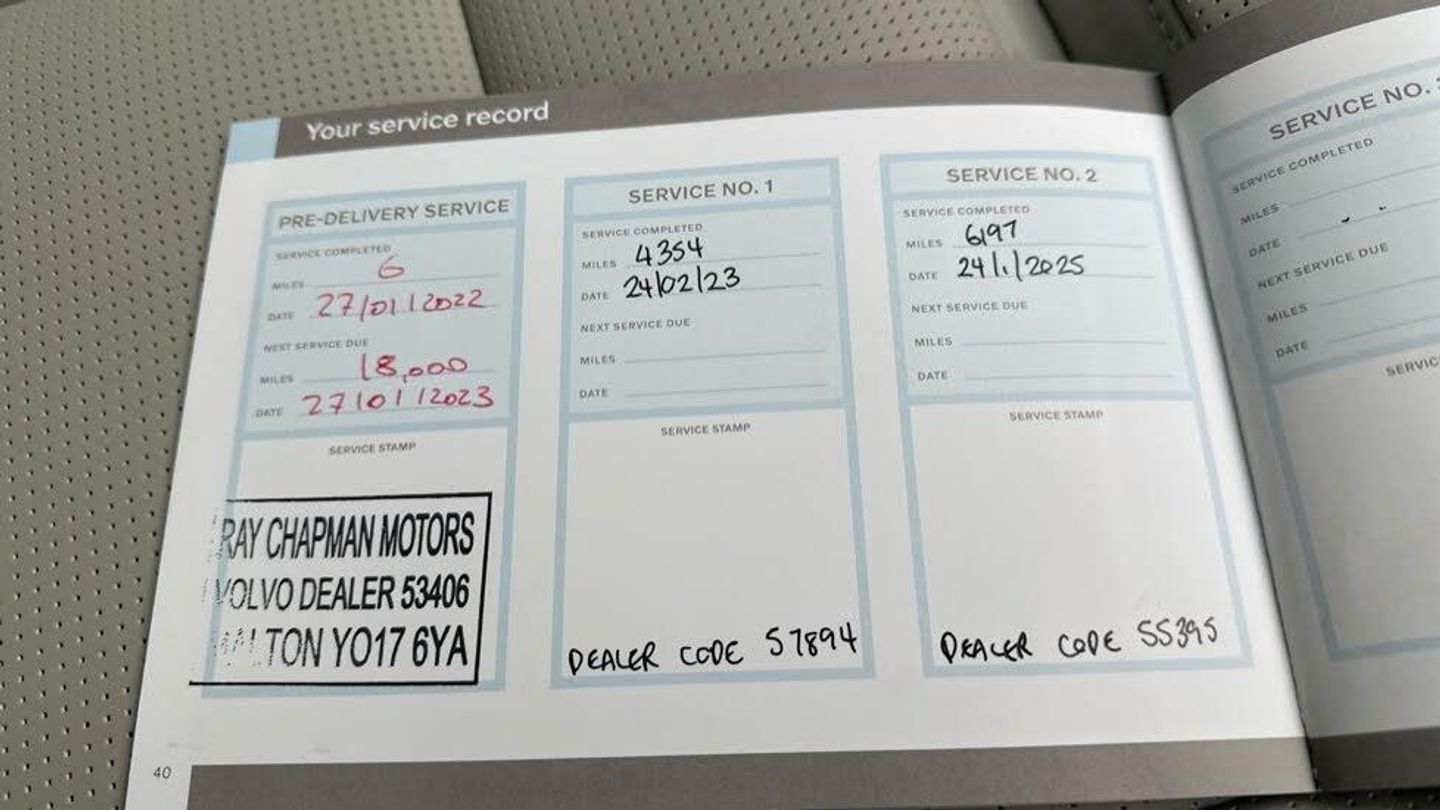 Your service record
PRE-DELIVERY SERVICE
SERVICE COMPLETED
MILES 6
DATE 27/01/2022
NEXT SERVICE DUE
MILES 18,000
DATE 27/01/2023
SERVICE STAMP
RAY CHAPMAN MOTORS
VOLVO DEALER 53406
TON YO17 6YA
SERVICE NO. 1
SERVICE COMPLETED
MILES 4354
DATE 24/02/23
NEXT SERVICE DUE
MILES
DATE
SERVICE STAMP
DEALER CODE 57894
SERVICE NO. 2
SERVICE COMPLETED
MILES 6197
DATE 24/1/2025
NEXT SERVICE DUE
MILES
DATE
SERVICE STAMP
DEALER CODE 55395
SERVICE NO.
SERVICE COMPLETED
MILES
DATE
NEXT SERVICE DUE
MILES
DATE
SERVIC
40